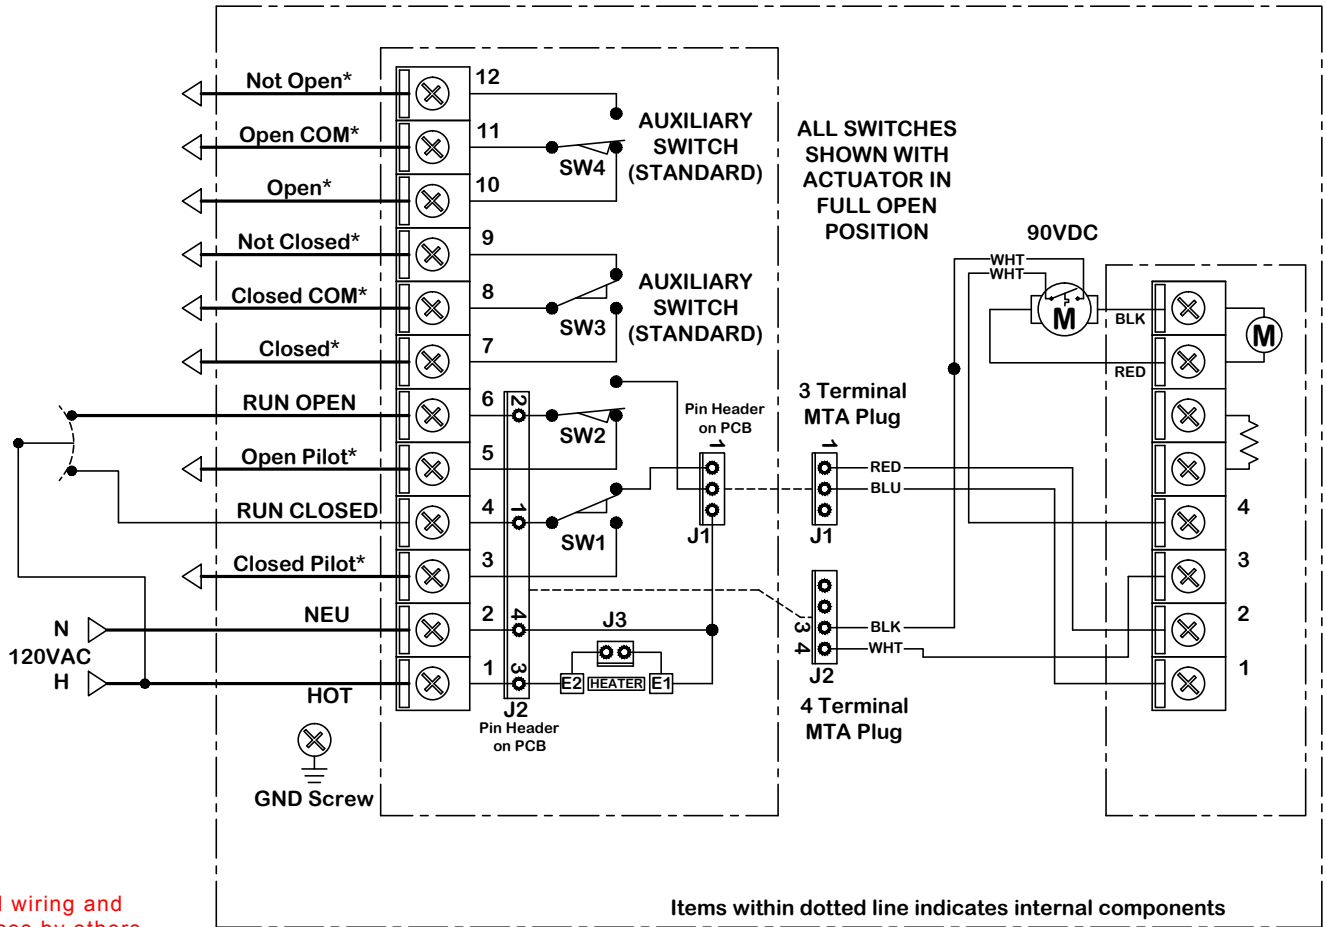 Not Open*
Open COM*
Open*
Not Closed*
Closed COM*
Closed*
RUN OPEN
Open Pilot*
RUN CLOSED
Closed Pilot*
NEU
HOT
N
120VAC
H
GND Screw
12
11
10
9
8
7
6
5
4
3
2
1
AUXILIARY
SWITCH
(STANDARD)
SW4
AUXILIARY
SWITCH
(STANDARD)
SW3
SW2
SW1
2
1
4
3
J2
Pin Header
on PCB
J3
E2
HEATER
E1
Pin Header
on PCB
1
J1
ALL SWITCHES
SHOWN WITH
ACTUATOR IN
FULL OPEN
POSITION
3 Terminal
MTA Plug
1
J1
RED
BLU
3
4
J2
BLK
WHT
4 Terminal
MTA Plug
90VDC
WHT
WHT
M
BLK
RED
M
4
3
2
1
wiring and
by others
Items within dotted line indicates internal components